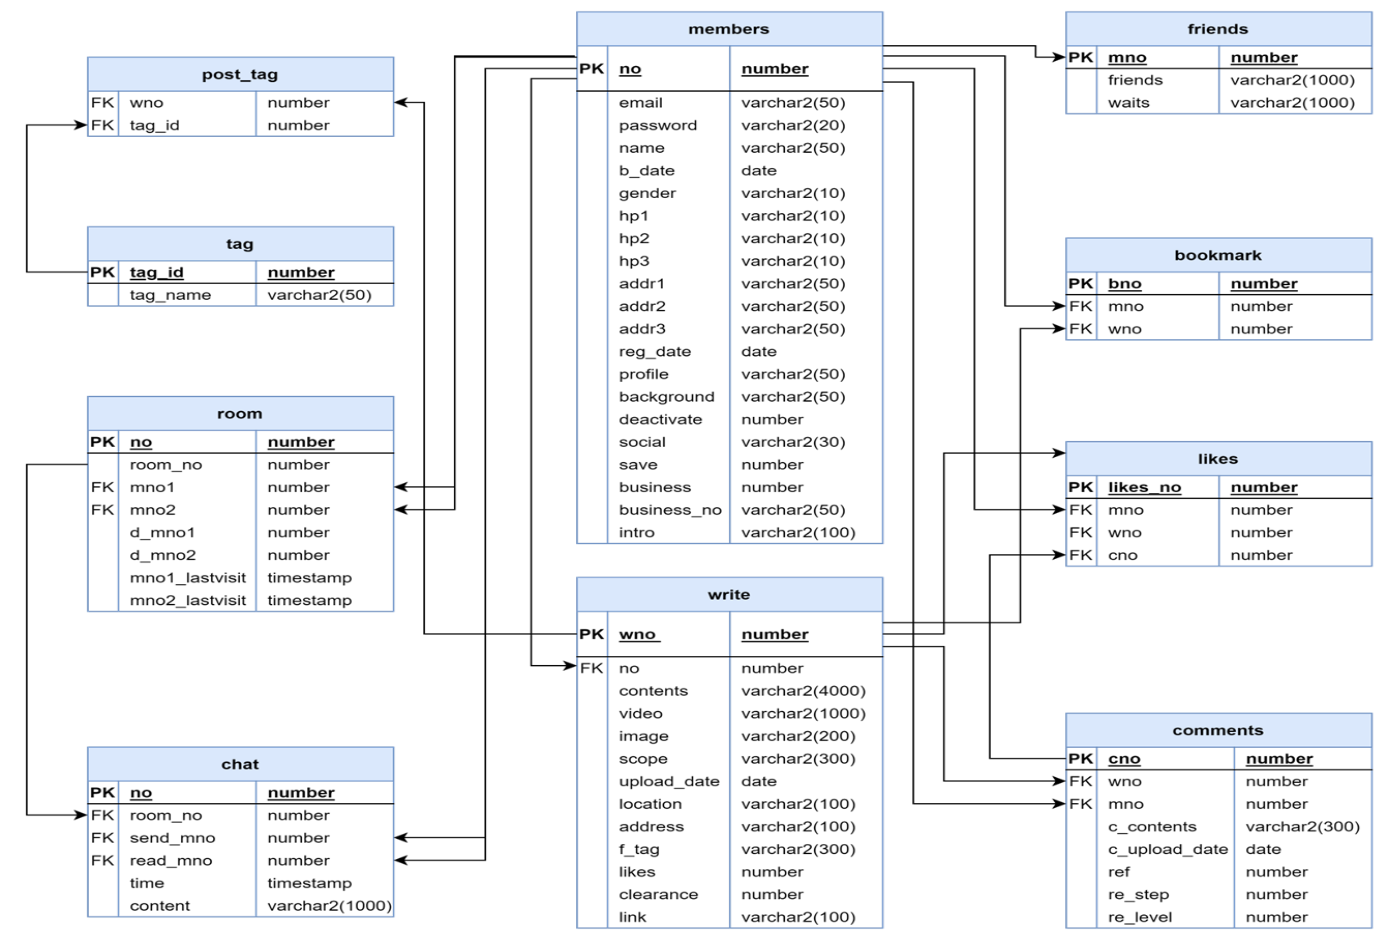 post_tag
FK wno number
FK tag_id number
tag
PK tag_id number
tag_name varchar2(50)
room
PK no number
room_no number
FK mno1 number
FK mno2 number
d_mno1 number
d_mno2 number
mno1_lastvisit timestamp
mno2_lastvisit timestamp
chat
PK no number
FK room_no number
FK send_mno number
FK read_mno number
time timestamp
content varchar2(1000)
members
PK no number
email varchar2(50)
password varchar2(20)
name varchar2(50)
b_date date
gender varchar2(10)
hp1 varchar2(10)
hp2 varchar2(10)
hp3 varchar2(10)
addr1 varchar2(50)
addr2 varchar2(50)
addr3 varchar2(50)
reg_date date
profile varchar2(50)
background varchar2(50)
deactivate number
social varchar2(30)
save number
business number
business_no varchar2(50)
intro varchar2(100)
write
PK wno number
FK no number
contents varchar2(4000)
video varchar2(1000)
image varchar2(200)
scope varchar2(300)
upload_date date
location varchar2(100)
address varchar2(100)
f_tag varchar2(300)
likes number
clearance number
link varchar2(100)
friends
PK mno number
friends varchar2(1000)
waits varchar2(1000)
bookmark
PK bno number
FK mno number
FK wno number
likes
PK likes_no number
FK mno number
FK wno number
FK cno number
comments
PK cno number
FK wno number
FK mno number
c_contents varchar2(300)
c_upload_date date
ref number
re_step number
re_level number